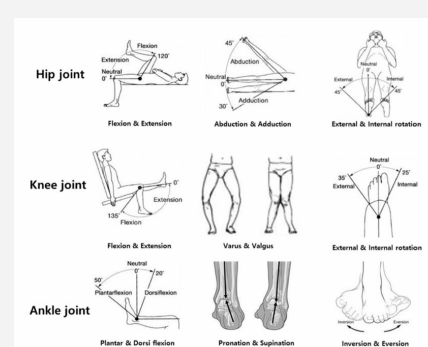 Hip joint
Flexion
Extension
120'
Neutral
0'
Flexion & Extension
45'
Abduction
Neutral
0'
Adduction
30'
Abduction & Adduction
Neutral
0'
External
Internal
45'
45'
External & Internal rotation
Knee joint
0'
Extension
135'
Flexion
Flexion & Extension
Varus & Valgus
Neutral
0'
35'
25'
External
Internal
External & Internal rotation
Ankle joint
Neutral
50'
0'
20'
Plantarflexion
Dorsiflexion
Plantar & Dorsi flexion
Pronation & Supination
Eversion
Eversion
Inversion & Eversion